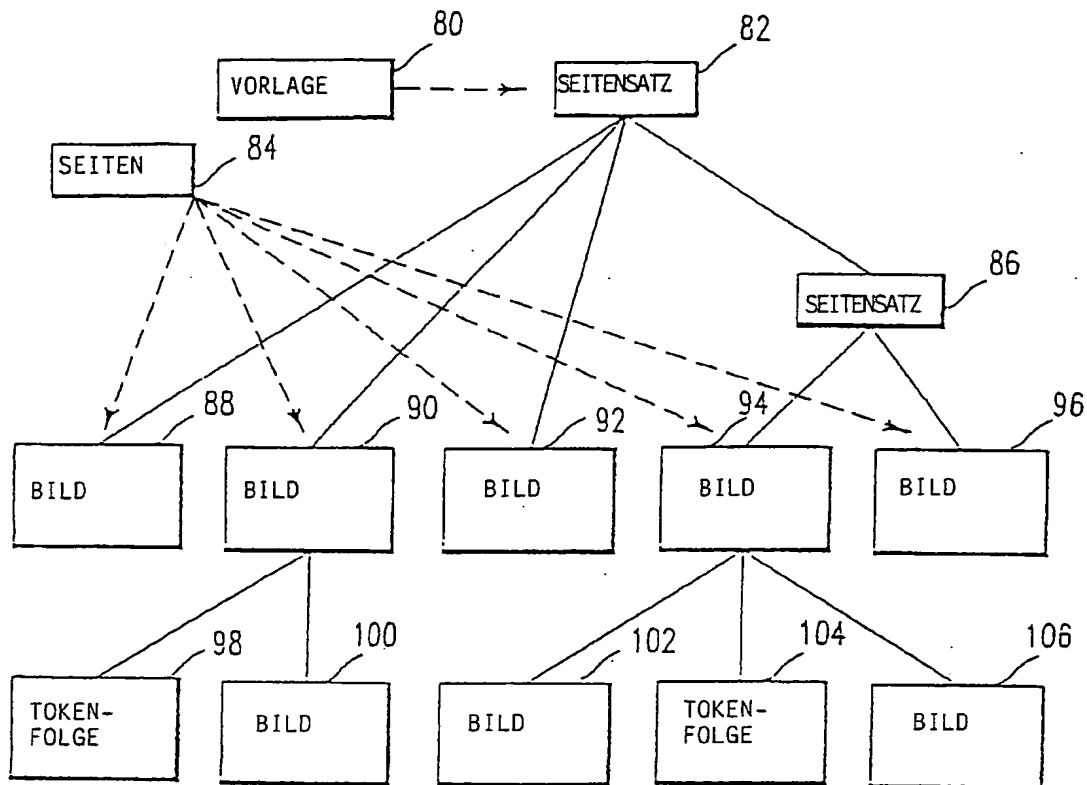 80
82
VORLAGE
SEITENSATZ
SEITEN
84
86
SEITENSATZ
88
90
92
94
96
BILD
BILD
BILD
BILD
BILD
98
100
102
104
106
TOKEN-
FOLGE
BILD
BILD
TOKEN-
FOLGE
BILD